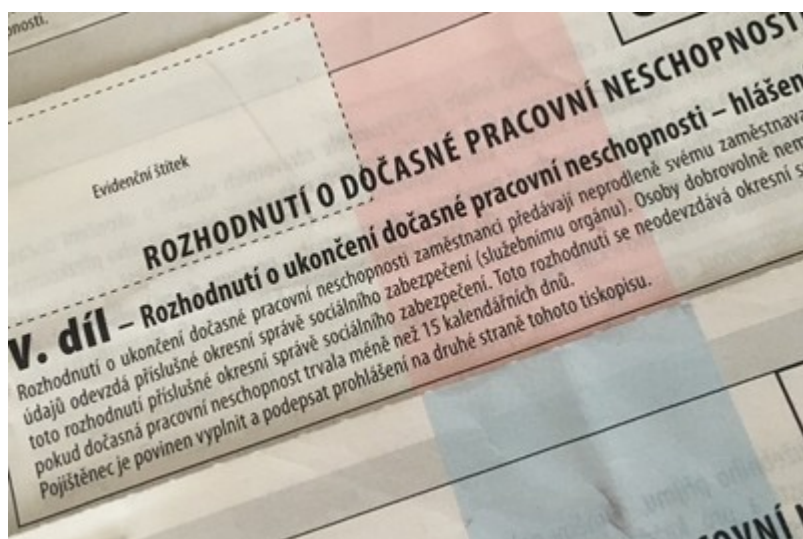 pnosti.
Evidenční štítek
ROZHODNUTÍ O DOČASNÉ PRACOVNÍ NESCHOPNOSTI
V. díl – Rozhodnutí o ukončení dočasné pracovní neschopnosti – hlášen
Rozhodnutí o ukončení dočasné pracovní neschopnosti zaměstnanci předávají neprodleně svému zaměstnava
údajů odevzdá příslušné okresní správě sociálního zabezpečení (služebnímu orgánu). Osoby dobrovolně nem
toto rozhodnutí příslušné okresní správě sociálního zabezpečení. Toto rozhodnutí se neodevzdává okresní s
pokud dočasná pracovní neschopnost trvala méně než 15 kalendářních dnů.
Pojištěnec je povinen vyplnit a podepsat prohlášení na druhé straně tohoto tiskopisu.